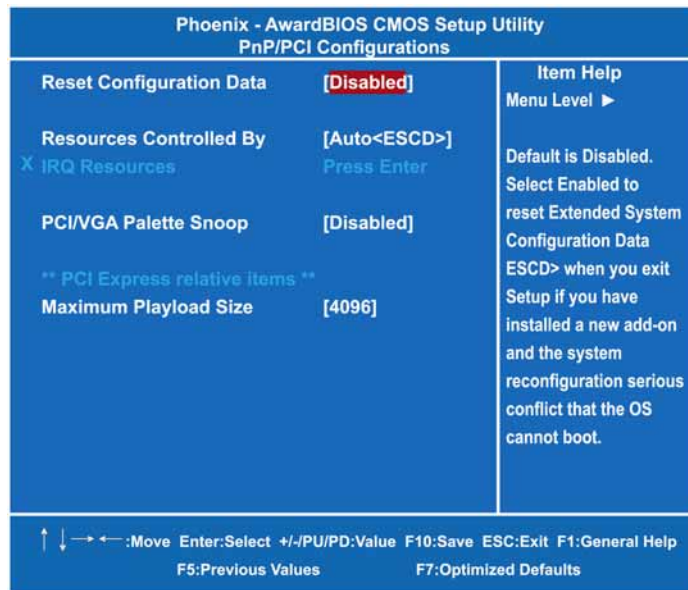 Phoenix - AwardBIOS CMOS Setup Utility
PnP/PCI Configurations
Reset Configuration Data [Disabled]
Resources Controlled By [Auto<ESCD>]
X IRQ Resources Press Enter
PCI/VGA Palette Snoop [Disabled]
** PCI Express relative items **
Maximum Playload Size [4096]
Item Help
Menu Level ►
Default is Disabled.
Select Enabled to
reset Extended System
Configuration Data
ESCD> when you exit
Setup if you have
installed a new add-on
and the system
reconfiguration serious
conflict that the OS
cannot boot.
↑ ↓ → ← :Move Enter:Select +/-/PU/PD:Value F10:Save ESC:Exit F1:General Help
F5:Previous Values F7:Optimized Defaults